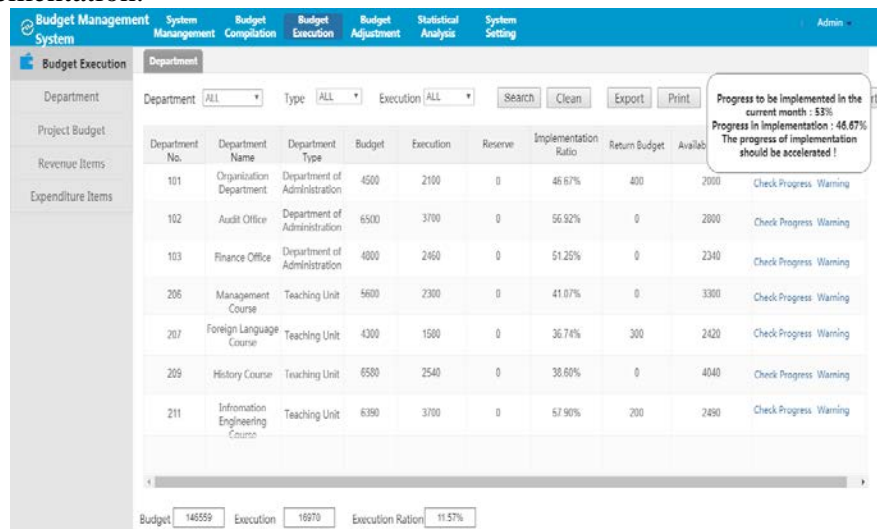 ementation.
Budget Management System
System Manangement
Budget Compilation
Budget Execution
Budget Adjustment
Statistical Analysis
System Setting
Admin
Budget Execution
Department
Project Budget
Revenue Items
Expenditure Items
Department
Department ALL Type ALL Execution ALL Search Clean Export Print
Progress to be implemented in the
current month : 53%
Progress in implementation : 46.67%
The progress of implementation
should be accelerated !
Department No. Department Name Department Type Budget Execution Reserve Implementation Ratio Return Budget
101 Organization Department Department of Administration 4500 2100 0 46.67% 400 2000 Check Progress Warning
102 Audit Office Department of Administration 6500 3700 0 56.92% 0 2800 Check Progress Warning
103 Finance Office Department of Administration 4800 2460 0 51.25% 0 2340 Check Progress Warning
206 Management Course Teaching Unit 5600 2300 0 41.07% 0 3300 Check Progress Warning
207 Foreign Language Course Teaching Unit 4300 1580 0 36.74% 300 2420 Check Progress Warning
209 History Course Teaching Unit 6580 2540 0 38.60% 0 4040 Check Progress Warning
211 Infromation Engineering Course Teaching Unit 6390 3700 0 57.90% 200 2490 Check Progress Warning
Budget 146559 Execution 16970 Execution Ration 11.57%